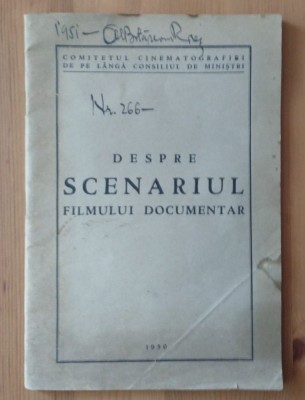 1951 –
COMITETUL CINEMATOGRAFIEI
DE PE LÂNGĂ CONSILIUL DE MINIȘTRI
Nr. 266 –
DESPRE
SCENARIUL
FILMULUI DOCUMENTAR
1950